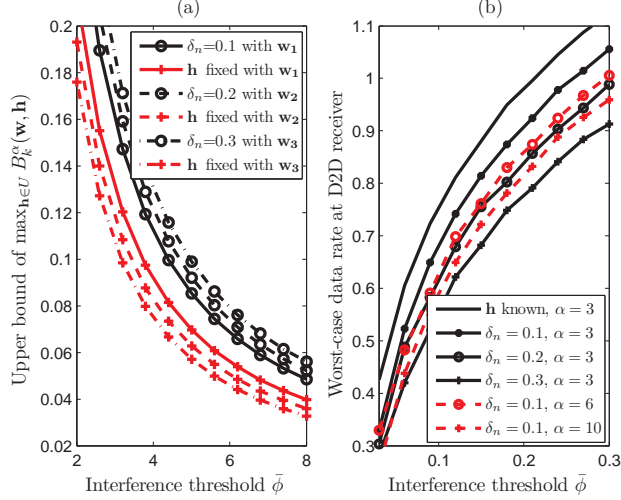 (a)
Upper bound of max_{h∈U} B_k^α(w, h)
0.2
0.18
0.16
0.14
0.12
0.1
0.08
0.06
0.04
0.02
2
4
6
8
Interference threshold ϕ̄
δ_n=0.1 with w_1
h fixed with w_1
δ_n=0.2 with w_2
h fixed with w_2
δ_n=0.3 with w_3
h fixed with w_3
(b)
Worst-case data rate at D2D receiver
1.1
1
0.9
0.8
0.7
0.6
0.5
0.4
0.3
0.1
0.2
0.3
Interference threshold ϕ̄
h known, α = 3
δ_n = 0.1, α = 3
δ_n = 0.2, α = 3
δ_n = 0.3, α = 3
δ_n = 0.1, α = 6
δ_n = 0.1, α = 10